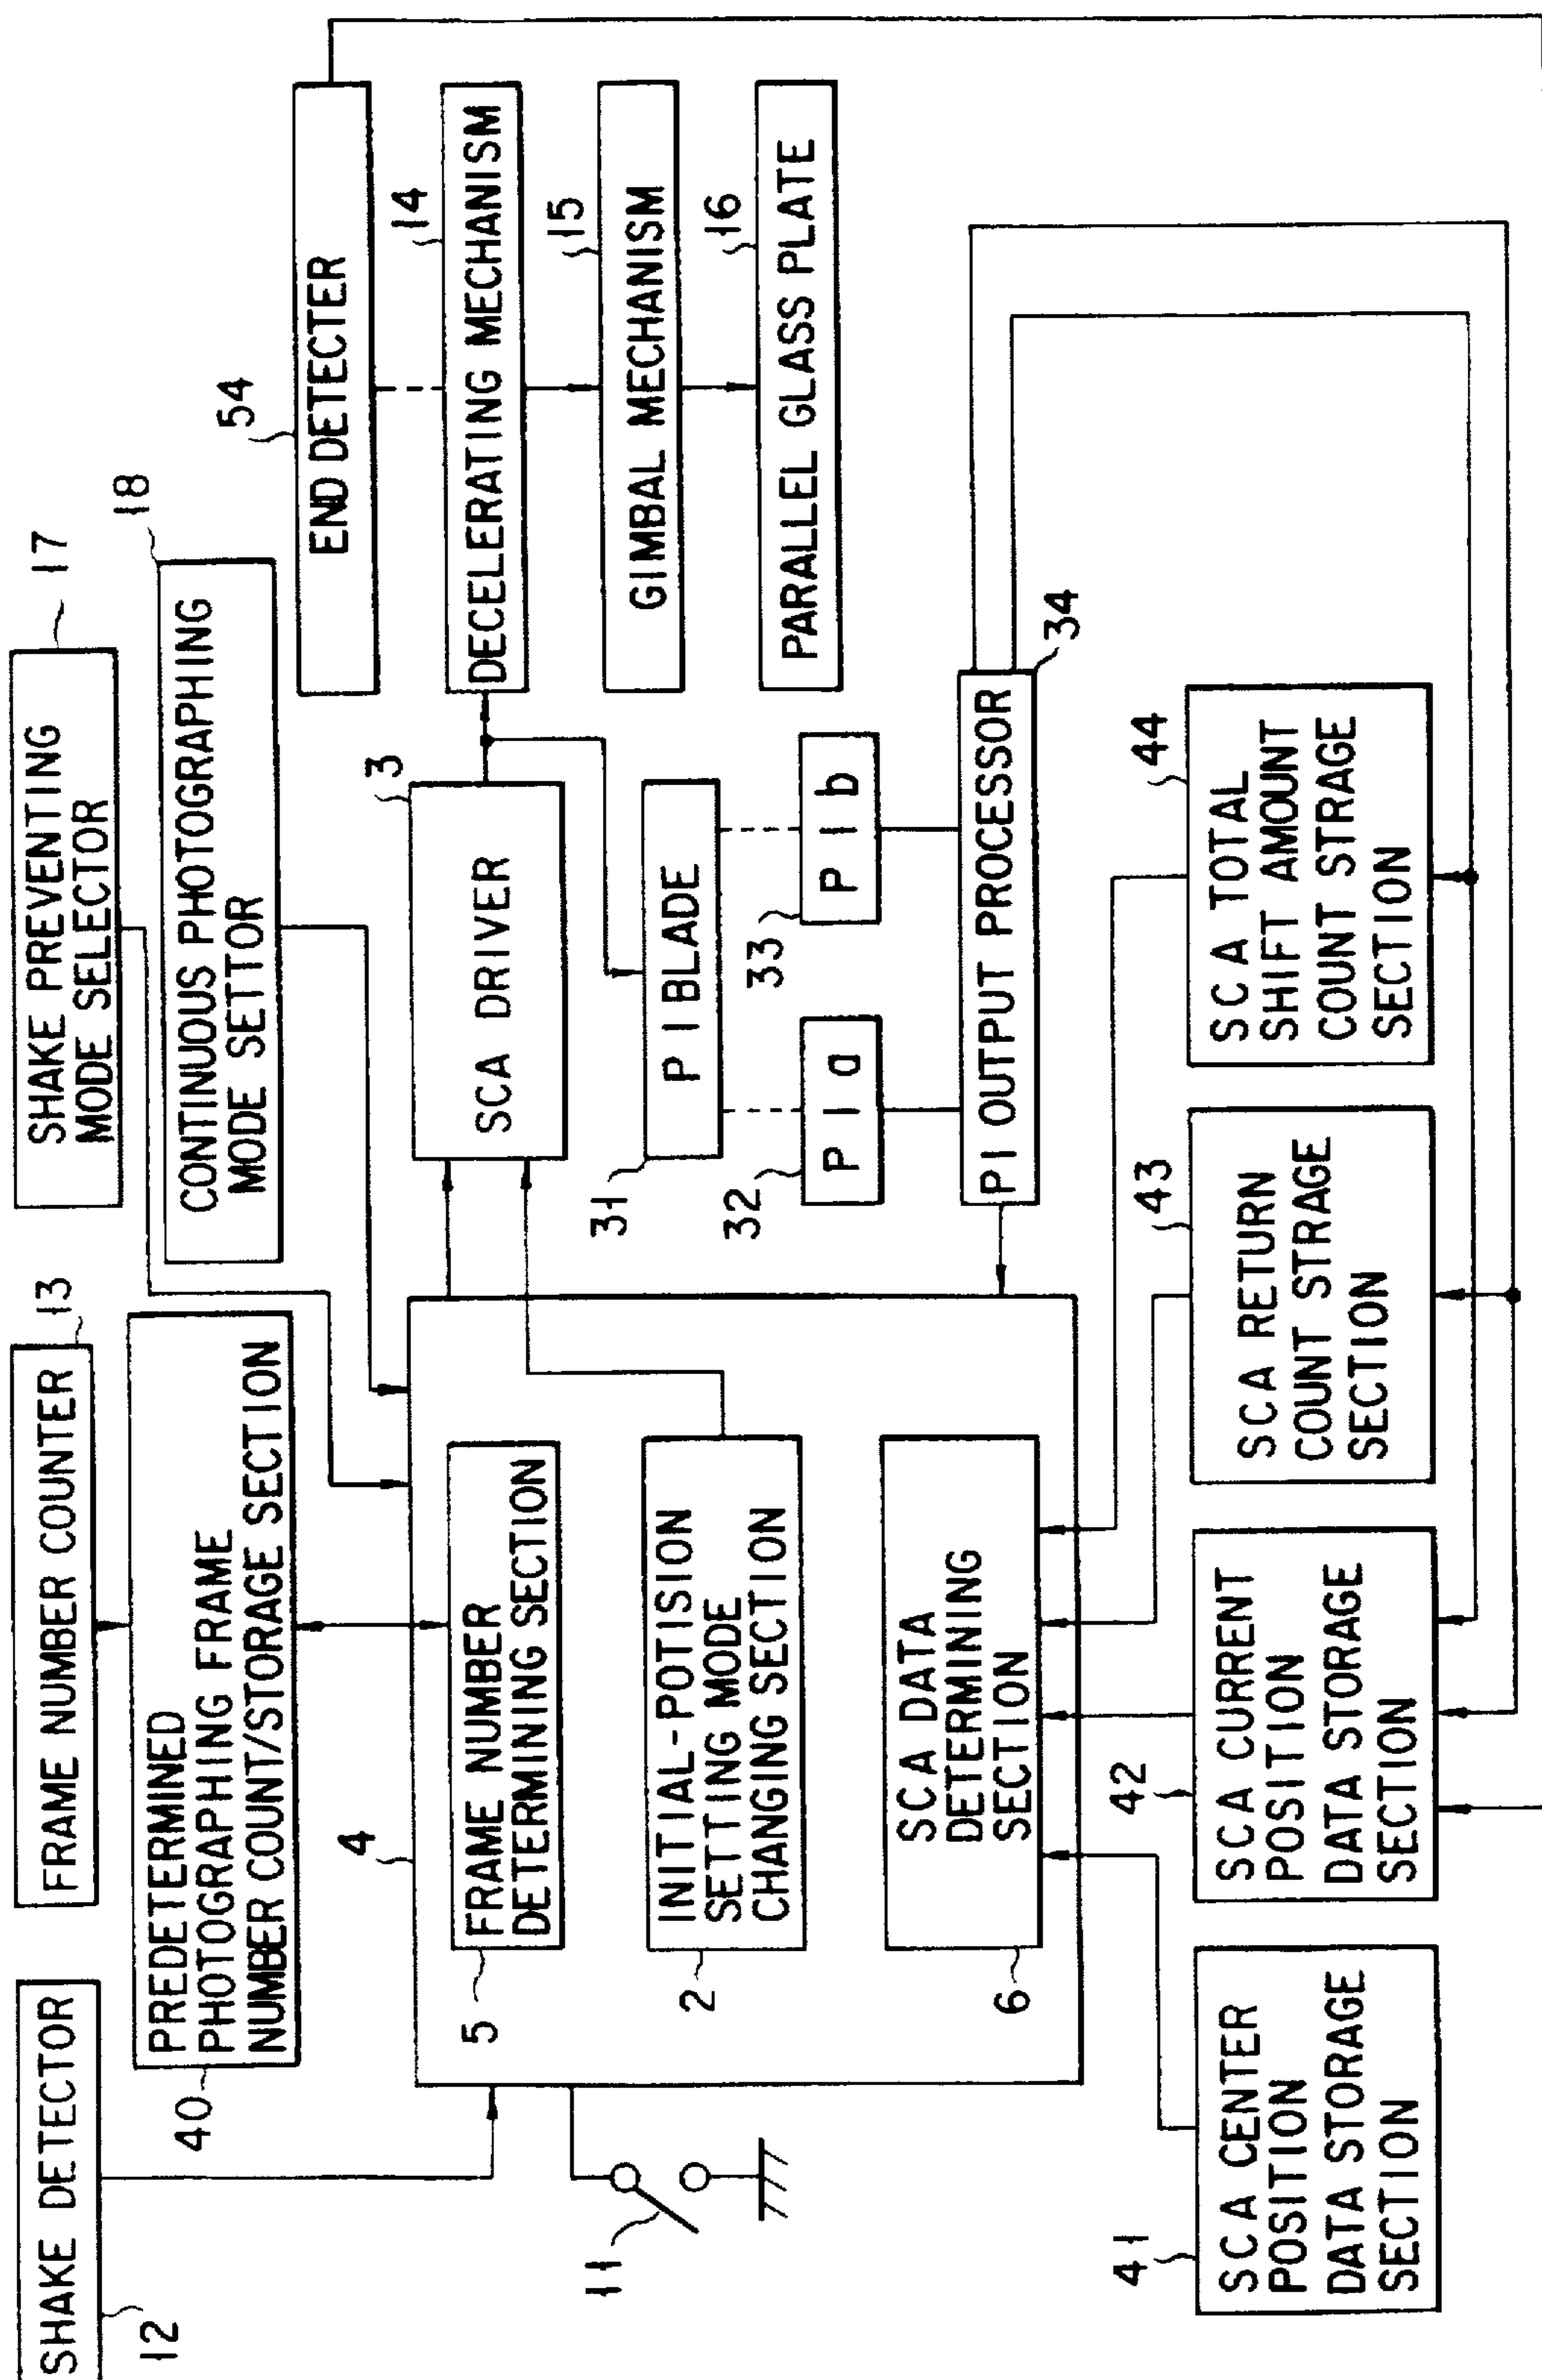 SHAKE DETECTOR
12
FRAME NUMBER COUNTER
13
SHAKE PREVENTING
MODE SELECTOR
17
PREDETERMINED
PHOTOGRAPHING FRAME
NUMBER COUNT/STORAGE SECTION
40
CONTINUOUS PHOTOGRAPHING
MODE SETTOR
18
4
FRAME NUMBER
DETERMINING SECTION
5
INITIAL-POTISION
SETTING MODE
CHANGING SECTION
2
SCA DATA
DETERMINING
SECTION
6
11
SCA DRIVER
3
PI BLADE
31
PIa
32
PIb
33
PI OUTPUT PROCESSOR
34
END DETECTER
54
DECELERATING MECHANISM
14
GIMBAL MECHANISM
15
PARALLEL GLASS PLATE
16
41
SCA CENTER
POSITION
DATA STORAGE
SECTION
42
SCA CURRENT
POSITION
DATA STORAGE
SECTION
43
SCA RETURN
COUNT STRAGE
SECTION
44
SCA TOTAL
SHIFT AMOUNT
COUNT STRAGE
SECTION